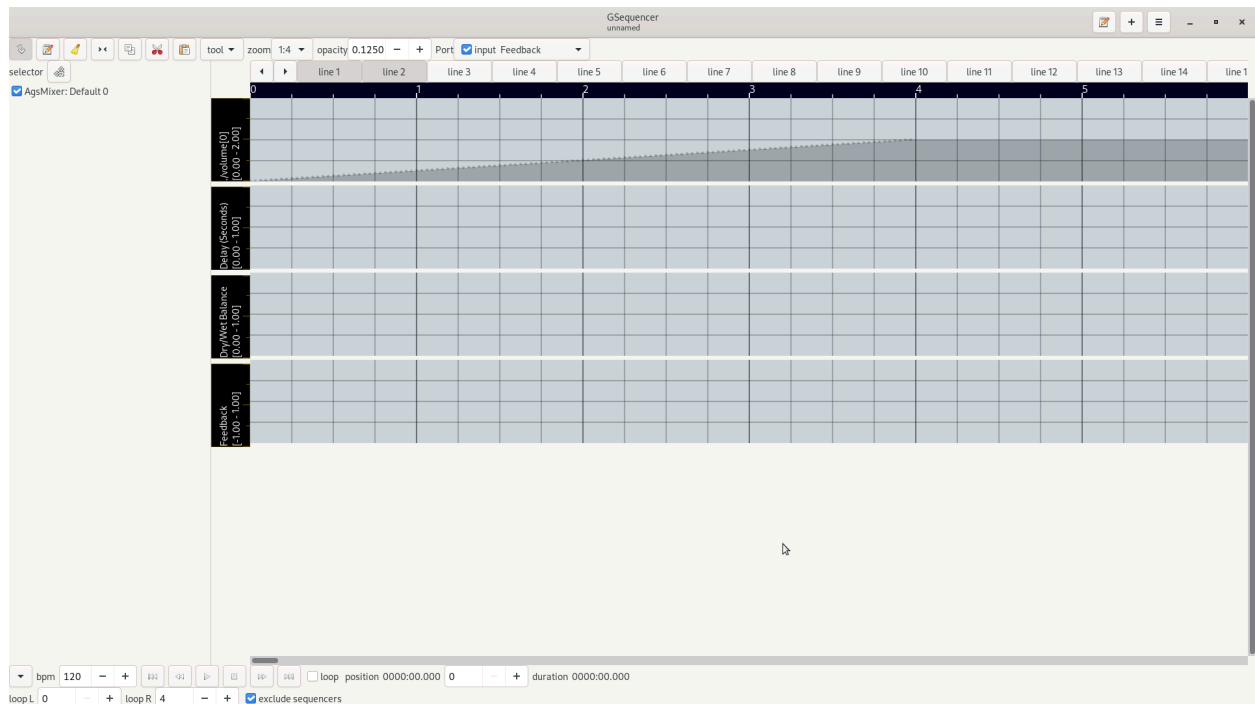 GSequencer
unnamed
tool zoom 1:4 opacity 0.1250 − + Port input Feedback
selector
line 1 line 2 line 3 line 4 line 5 line 6 line 7 line 8 line 9 line 10 line 11 line 12 line 13 line 14 line 1
AgsMixer: Default 0
0 1 2 3 4 5
./volume[0]
[0.00 - 2.00]
Delay (Seconds)
[0.00 - 1.00]
Dry/Wet Balance
[0.00 - 1.00]
Feedback
[-1.00 - 1.00]
bpm 120 − + loop position 0000:00.000 0 − + duration 0000:00.000
loop L 0 − + loop R 4 − + exclude sequencers